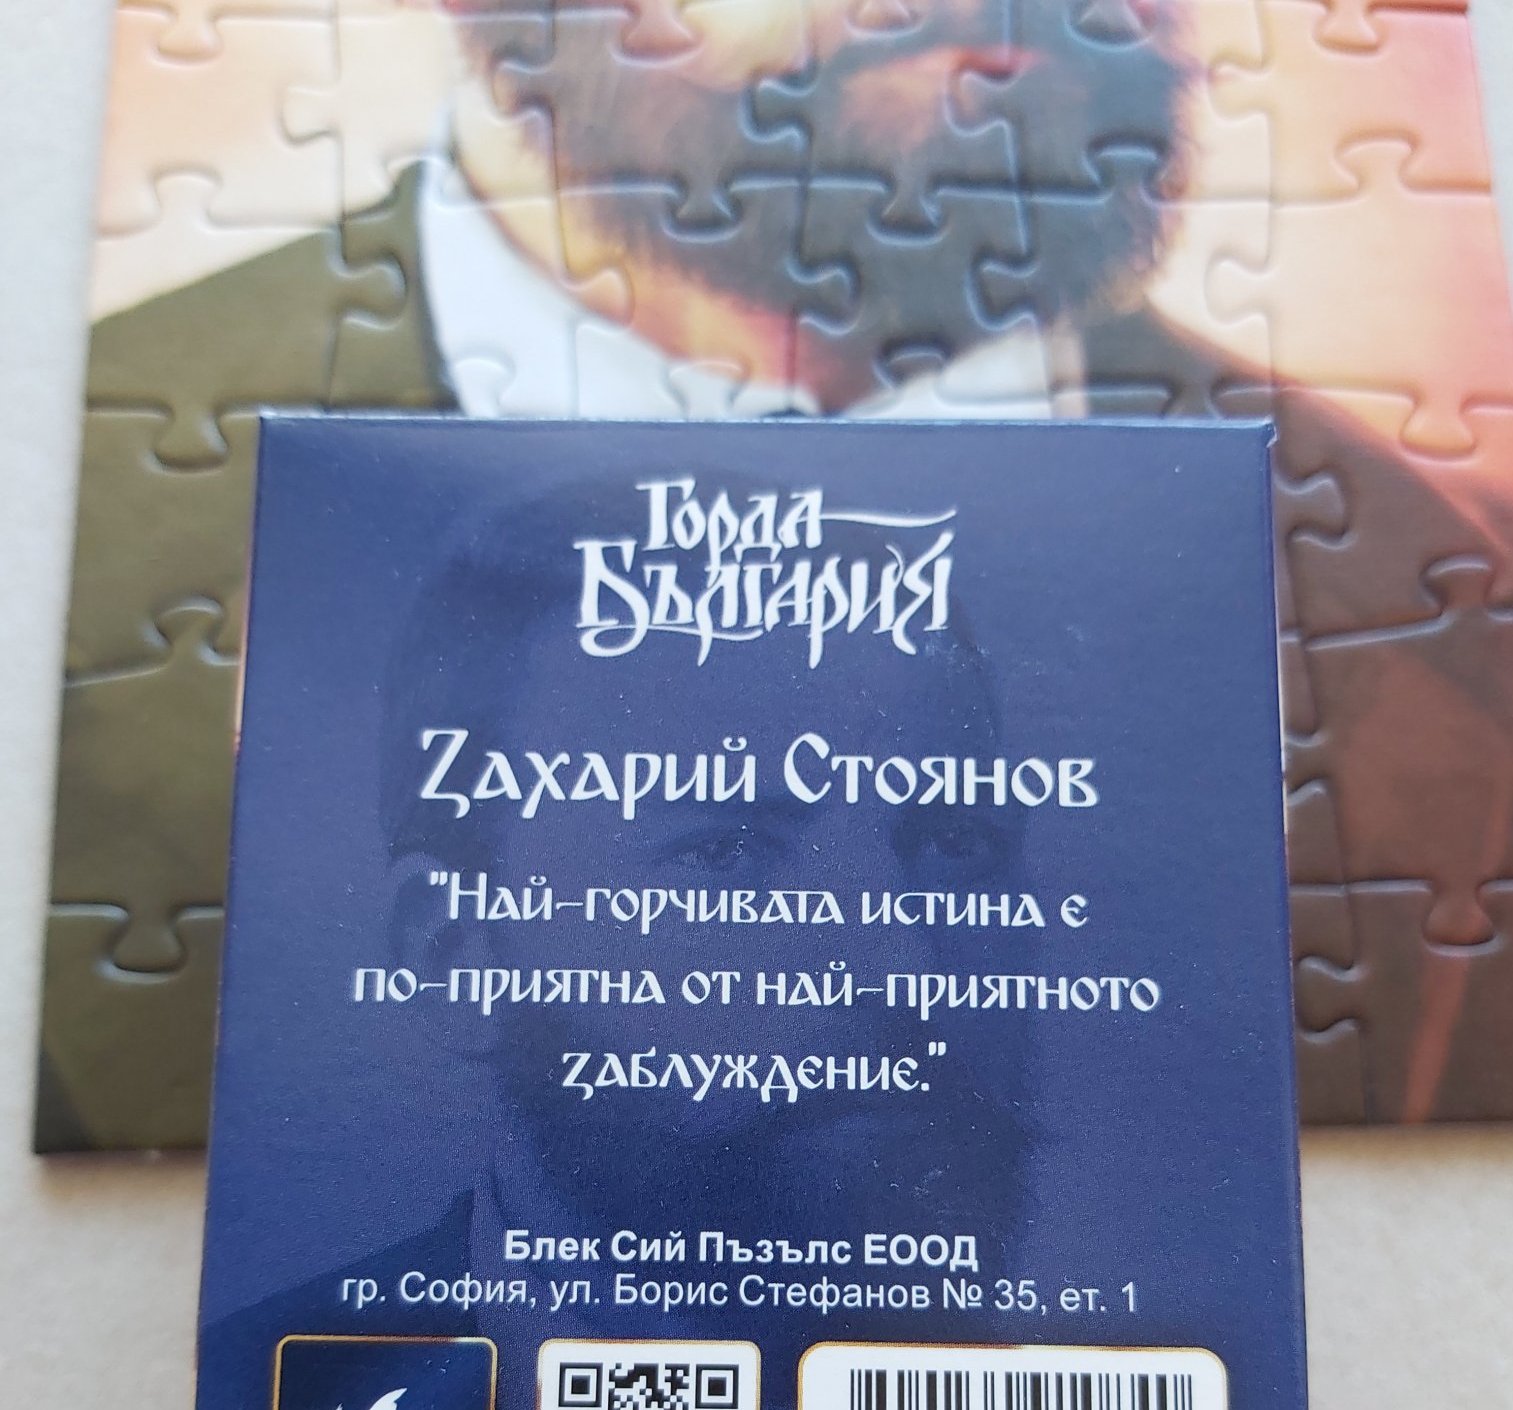 Горда
България
Захарий Стоянов
"Най-горчивата истина е
по-приятна от най-приятното
заблуждение."
Блек Сий Пъзълс ЕООД
гр. София, ул. Борис Стефанов № 35, ет. 1